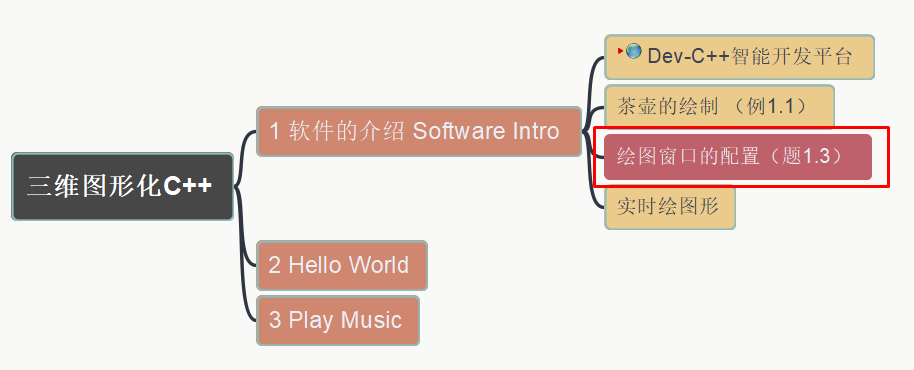 三维图形化C++
1 软件的介绍 Software Intro
Dev-C++智能开发平台
茶壶的绘制 （例1.1）
绘图窗口的配置（题1.3）
实时绘图形
2 Hello World
3 Play Music